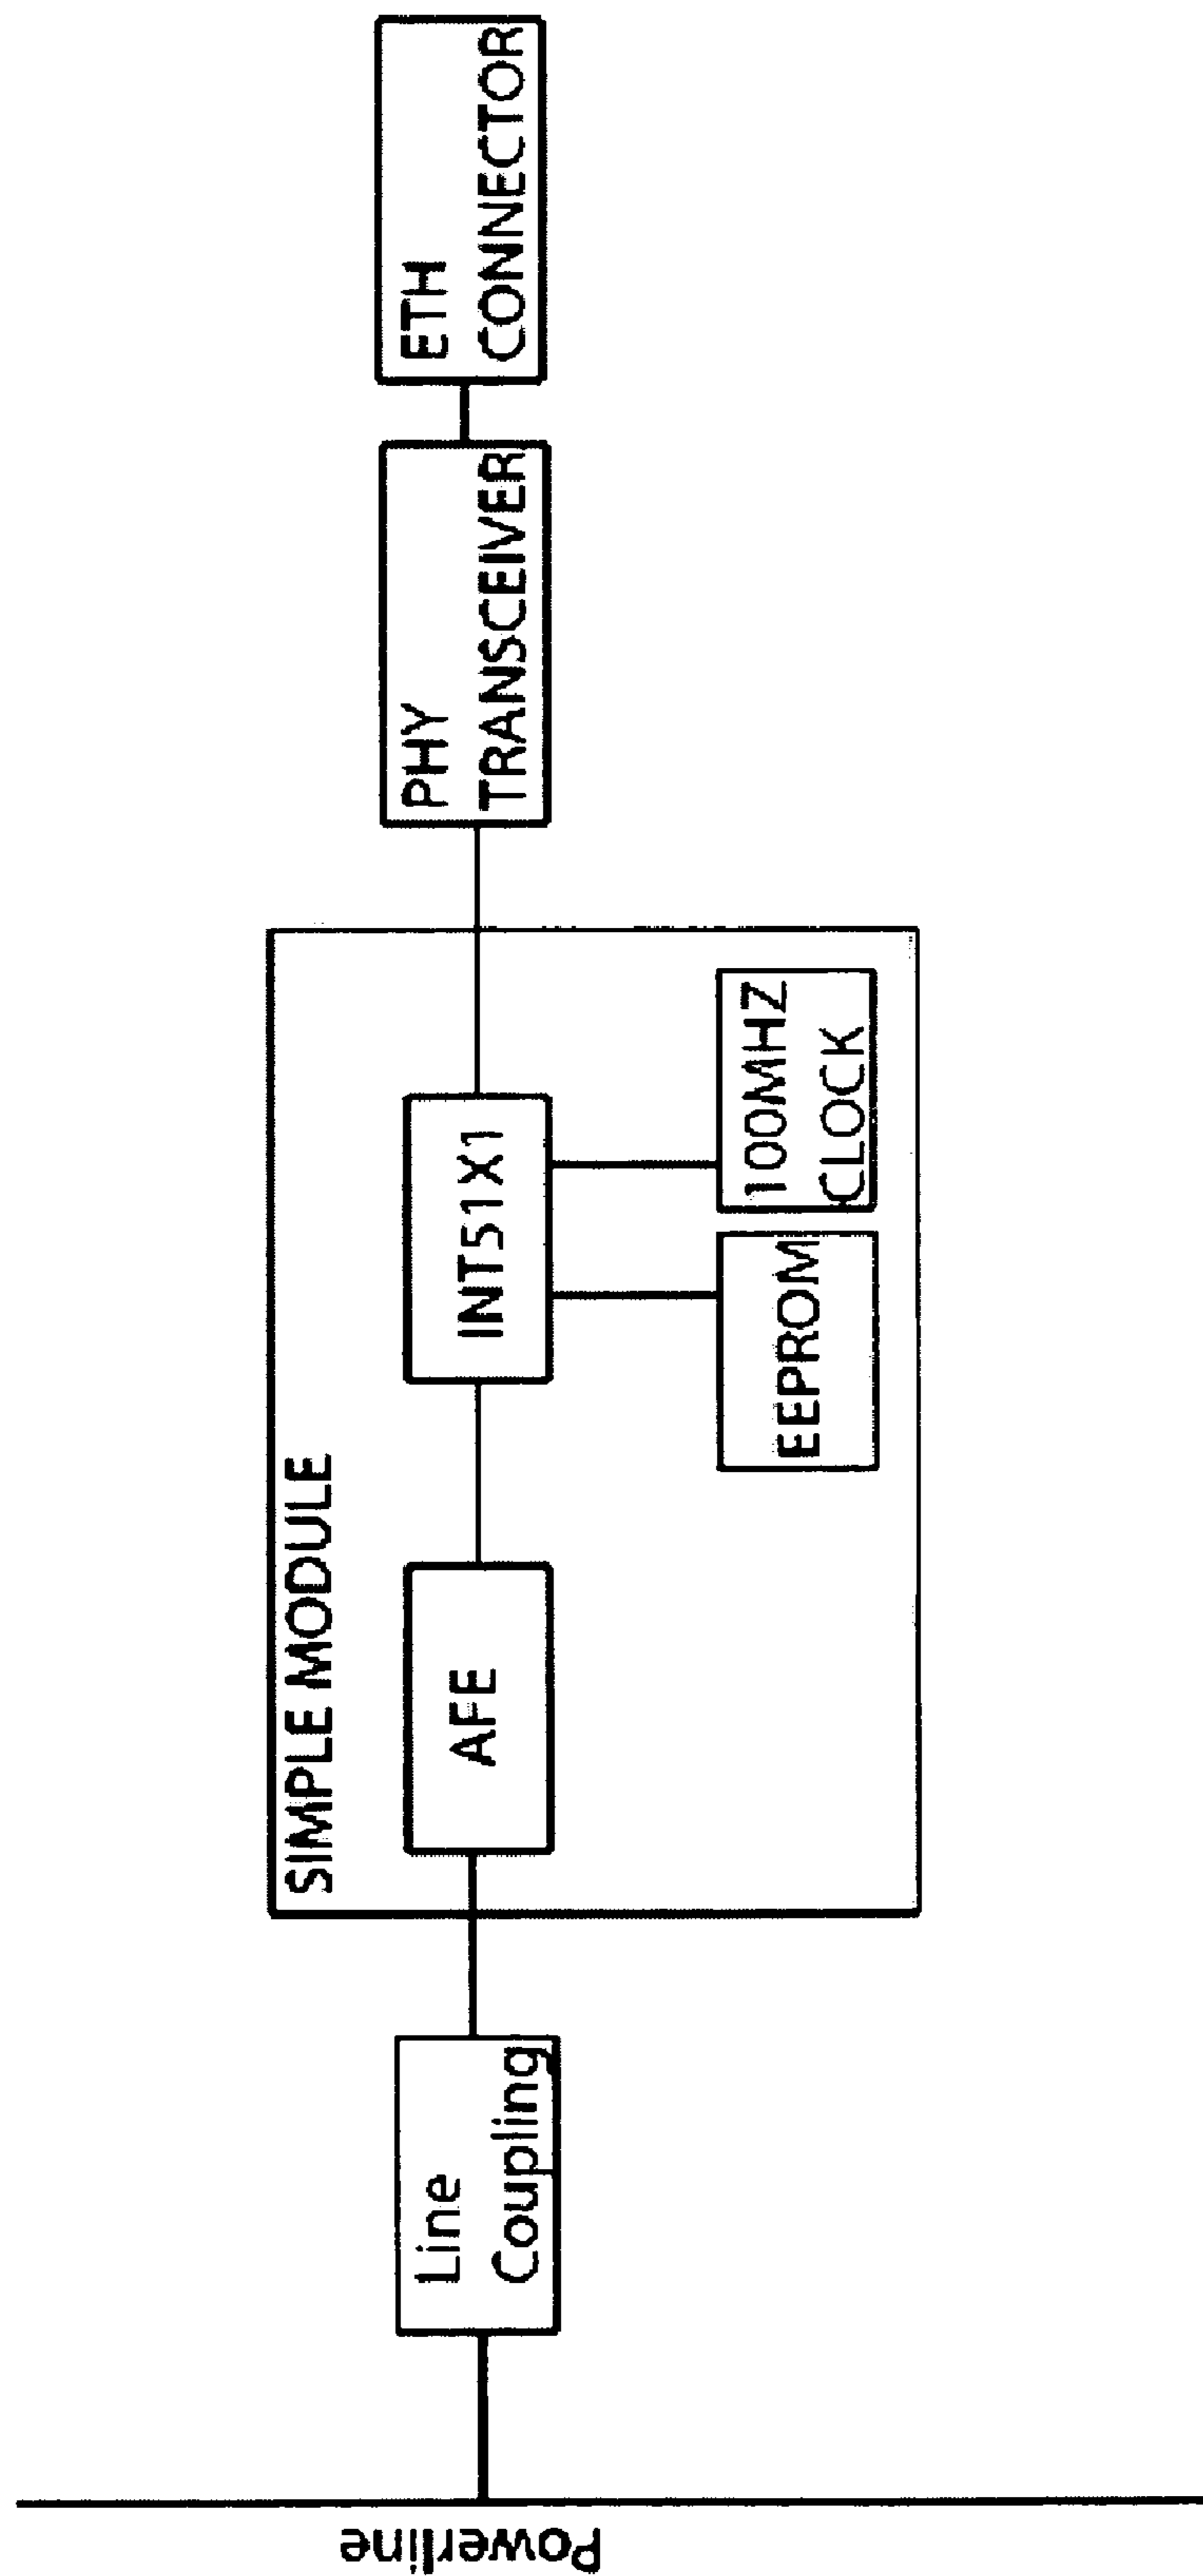 Powerline
Line
Coupling
SIMPLE MODULE
AFE
INT51X1
EEPROM
100MHZ
CLOCK
PHY
TRANSCEIVER
ETH
CONNECTOR